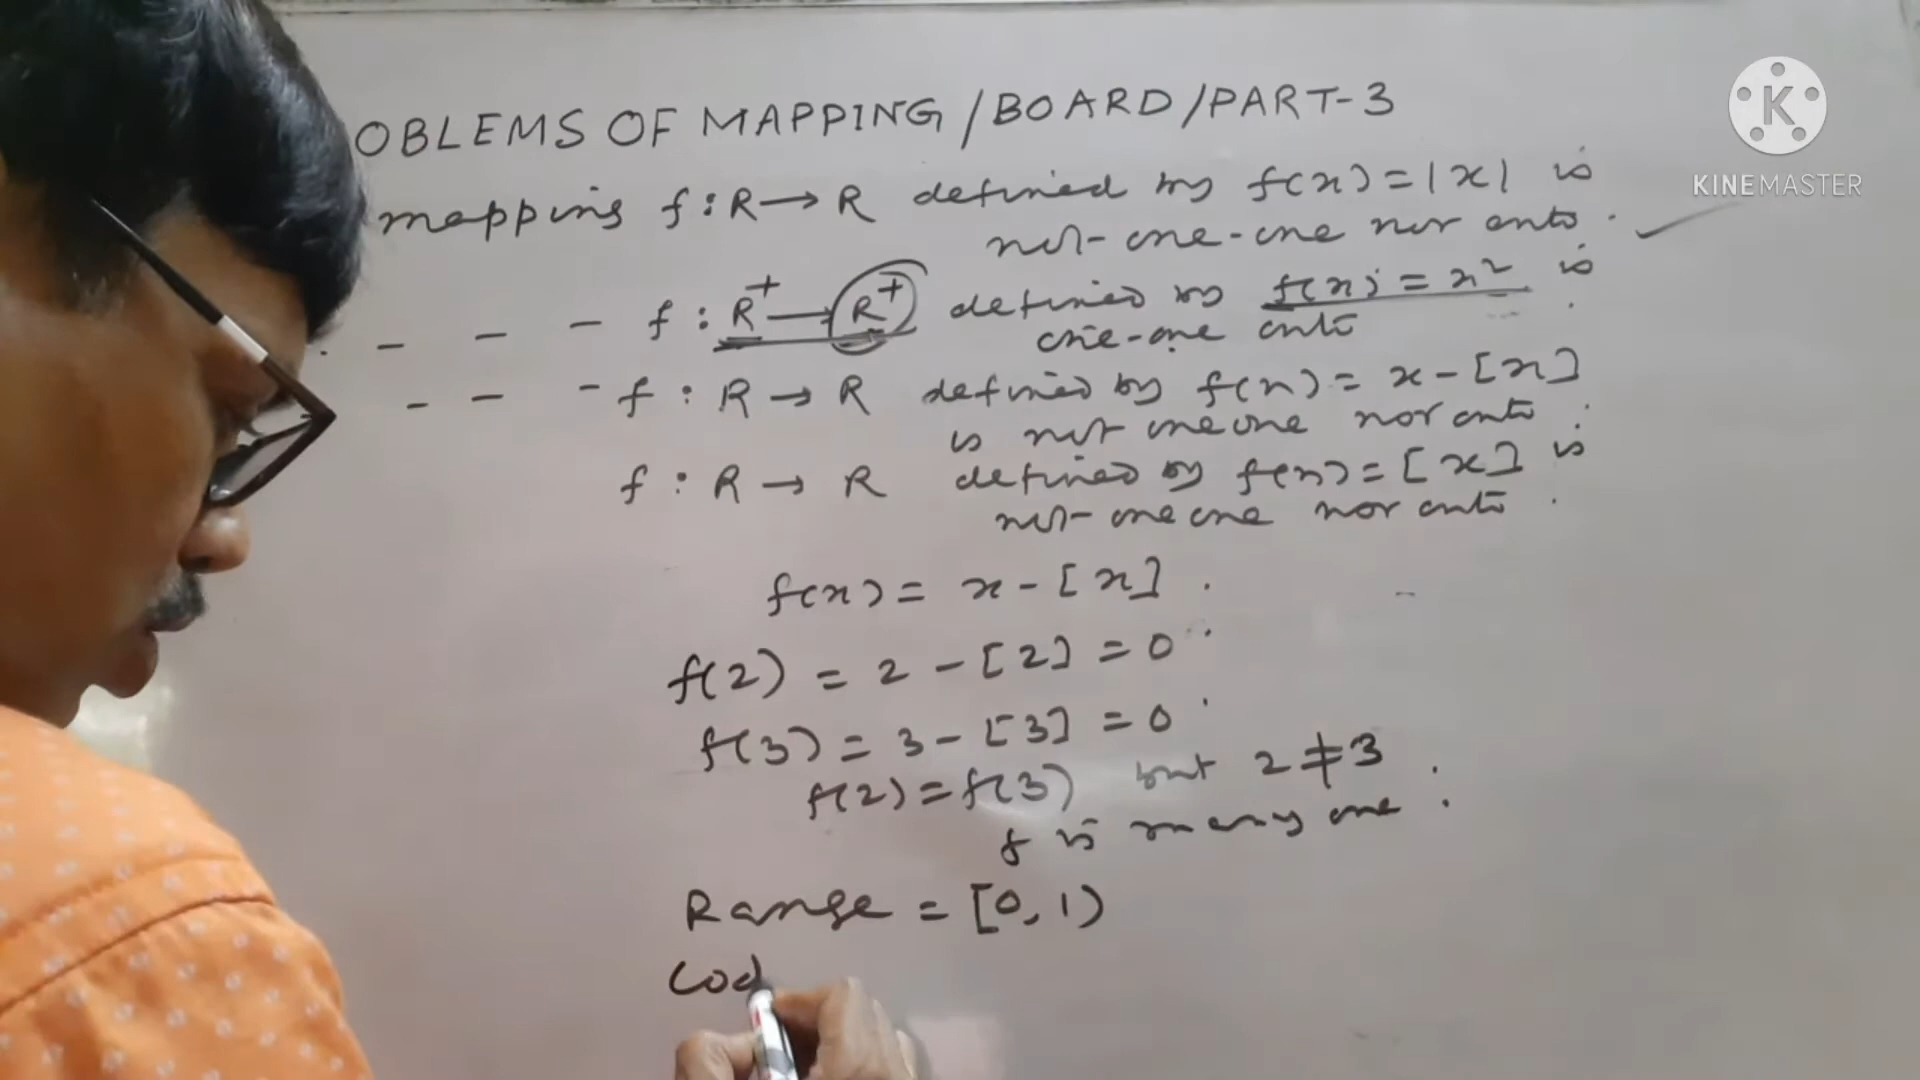 OBLEMS OF MAPPING/BOARD/PART-3
KINEMASTER
mapping f:R→R defined by f(x)=|x| is
not-one-one nor onto.
- - - f:R⁺→R⁺ defined by f(x)=x² is
one-one onto
- - - f:R→R defined by f(x)=x-[x]
is not one one nor onto.
f:R→R defined by f(x)=[x] is
not-one one nor onto.
f(x)= x-[x].
f(2) = 2-[2] = 0
f(3) = 3-[3] = 0
f(2)=f(3) but 2≠3
f is many one.
Range = [0,1)
Cod